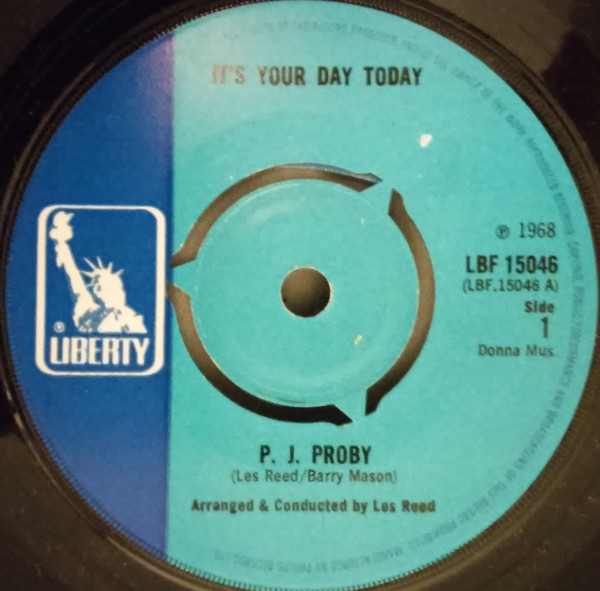 IT'S YOUR DAY TODAY
℗ 1968
LBF 15046
(LBF.15046 A)
Side
1
Donna Mus.
® LIBERTY
P. J. PROBY
(Les Reed/Barry Mason)
Arranged & Conducted by Les Reed